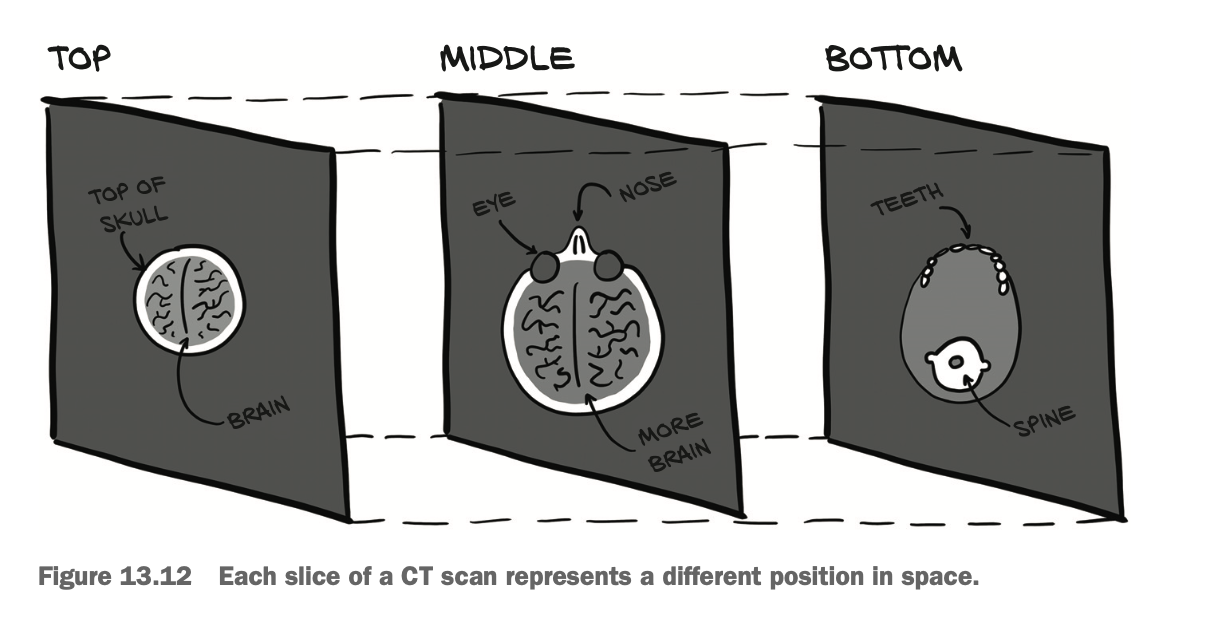 TOP
MIDDLE
BOTTOM
TOP OF
SKULL
BRAIN
EYE
NOSE
MORE
BRAIN
TEETH
SPINE
Figure 13.12 Each slice of a CT scan represents a different position in space.